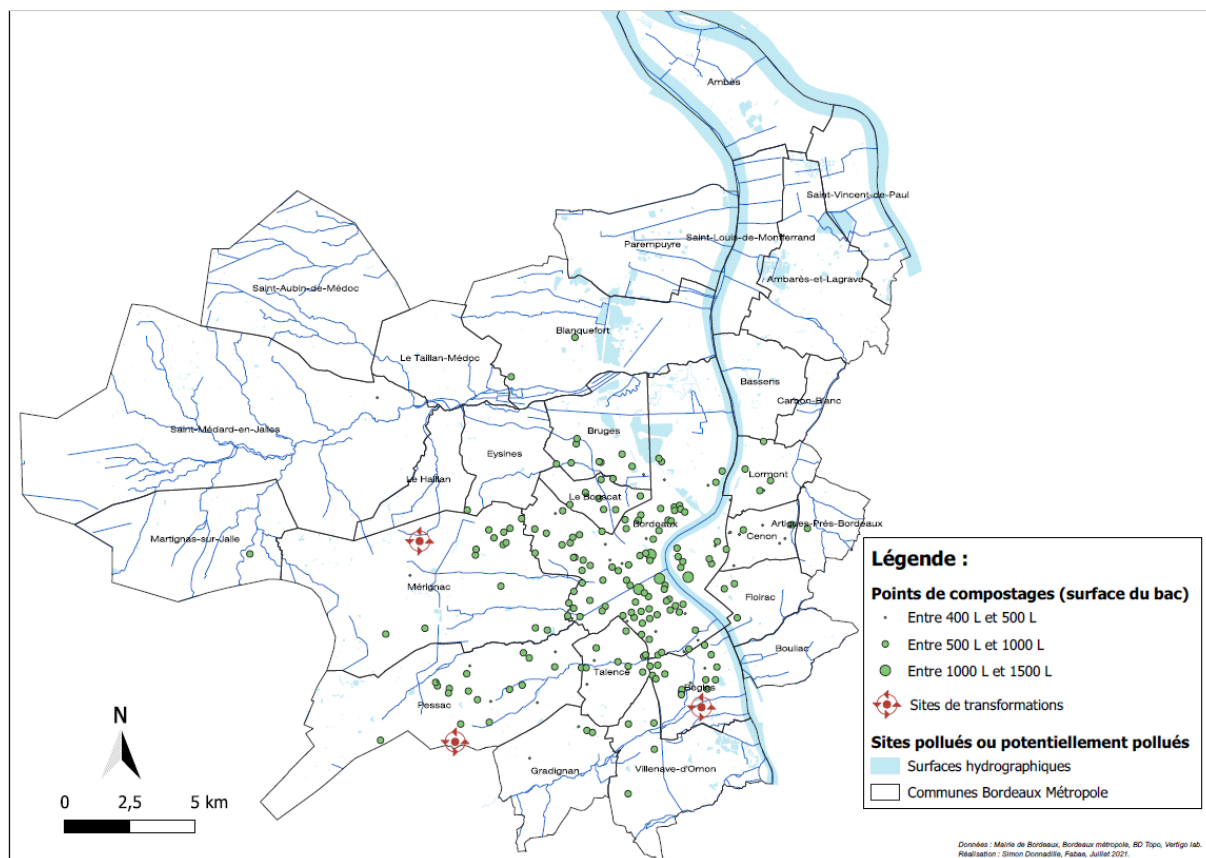 Ambès
Saint-Vincent-de-Paul
Parempuyre
Saint-Louis-de-Montferrand
Ambarès-et-Lagrave
Saint-Aubin-de-Médoc
Blanquefort
Le Taillan-Médoc
Bassens
Carbon-Blanc
Saint-Médard-en-Jalles
Bruges
Eysines
Le Haillan
Lormont
Le Bouscat
Bordeaux
Artigues-Près-Bordeaux
Martignas-sur-Jalle
Cenon
Mérignac
Floirac
Bouliac
Talence
Bègles
Pessac
Gradignan
Villenave-d'Ornon
N
0 2,5 5 km
Légende :
Points de compostages (surface du bac)
Entre 400 L et 500 L
Entre 500 L et 1000 L
Entre 1000 L et 1500 L
Sites de transformations
Sites pollués ou potentiellement pollués
Surfaces hydrographiques
Communes Bordeaux Métropole
Données : Mairie de Bordeaux, Bordeaux métropole, BD Topo, Vertigo lab.
Réalisation : Simon Donnadille, Fabae, Juillet 2021.